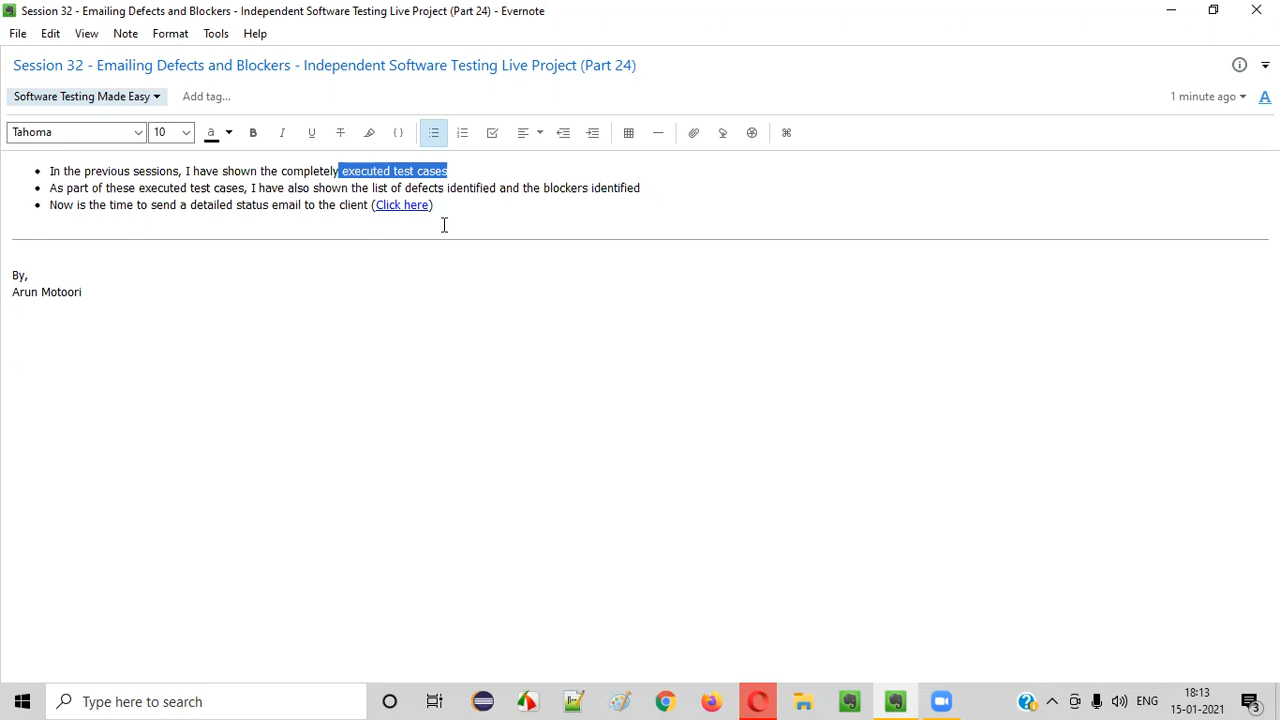 Session 32 - Emailing Defects and Blockers - Independent Software Testing Live Project (Part 24) - Evernote
File Edit View Note Format Tools Help
Session 32 - Emailing Defects and Blockers - Independent Software Testing Live Project (Part 24)
Software Testing Made Easy Add tag... 1 minute ago A
Tahoma 10 a B I U T { }
• In the previous sessions, I have shown the completely executed test cases
• As part of these executed test cases, I have also shown the list of defects identified and the blockers identified
• Now is the time to send a detailed status email to the client (Click here)
By,
Arun Motoori
Type here to search
ENG
18:13
15-01-2021
3